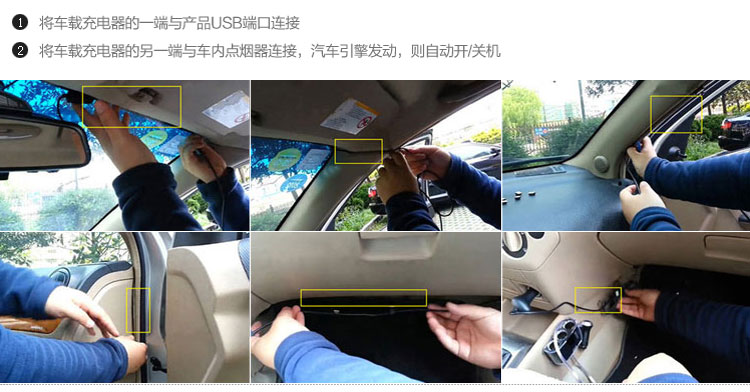 1 将车载充电器的一端与产品USB端口连接
2 将车载充电器的另一端与车内点烟器连接，汽车引擎发动，则自动开/关机